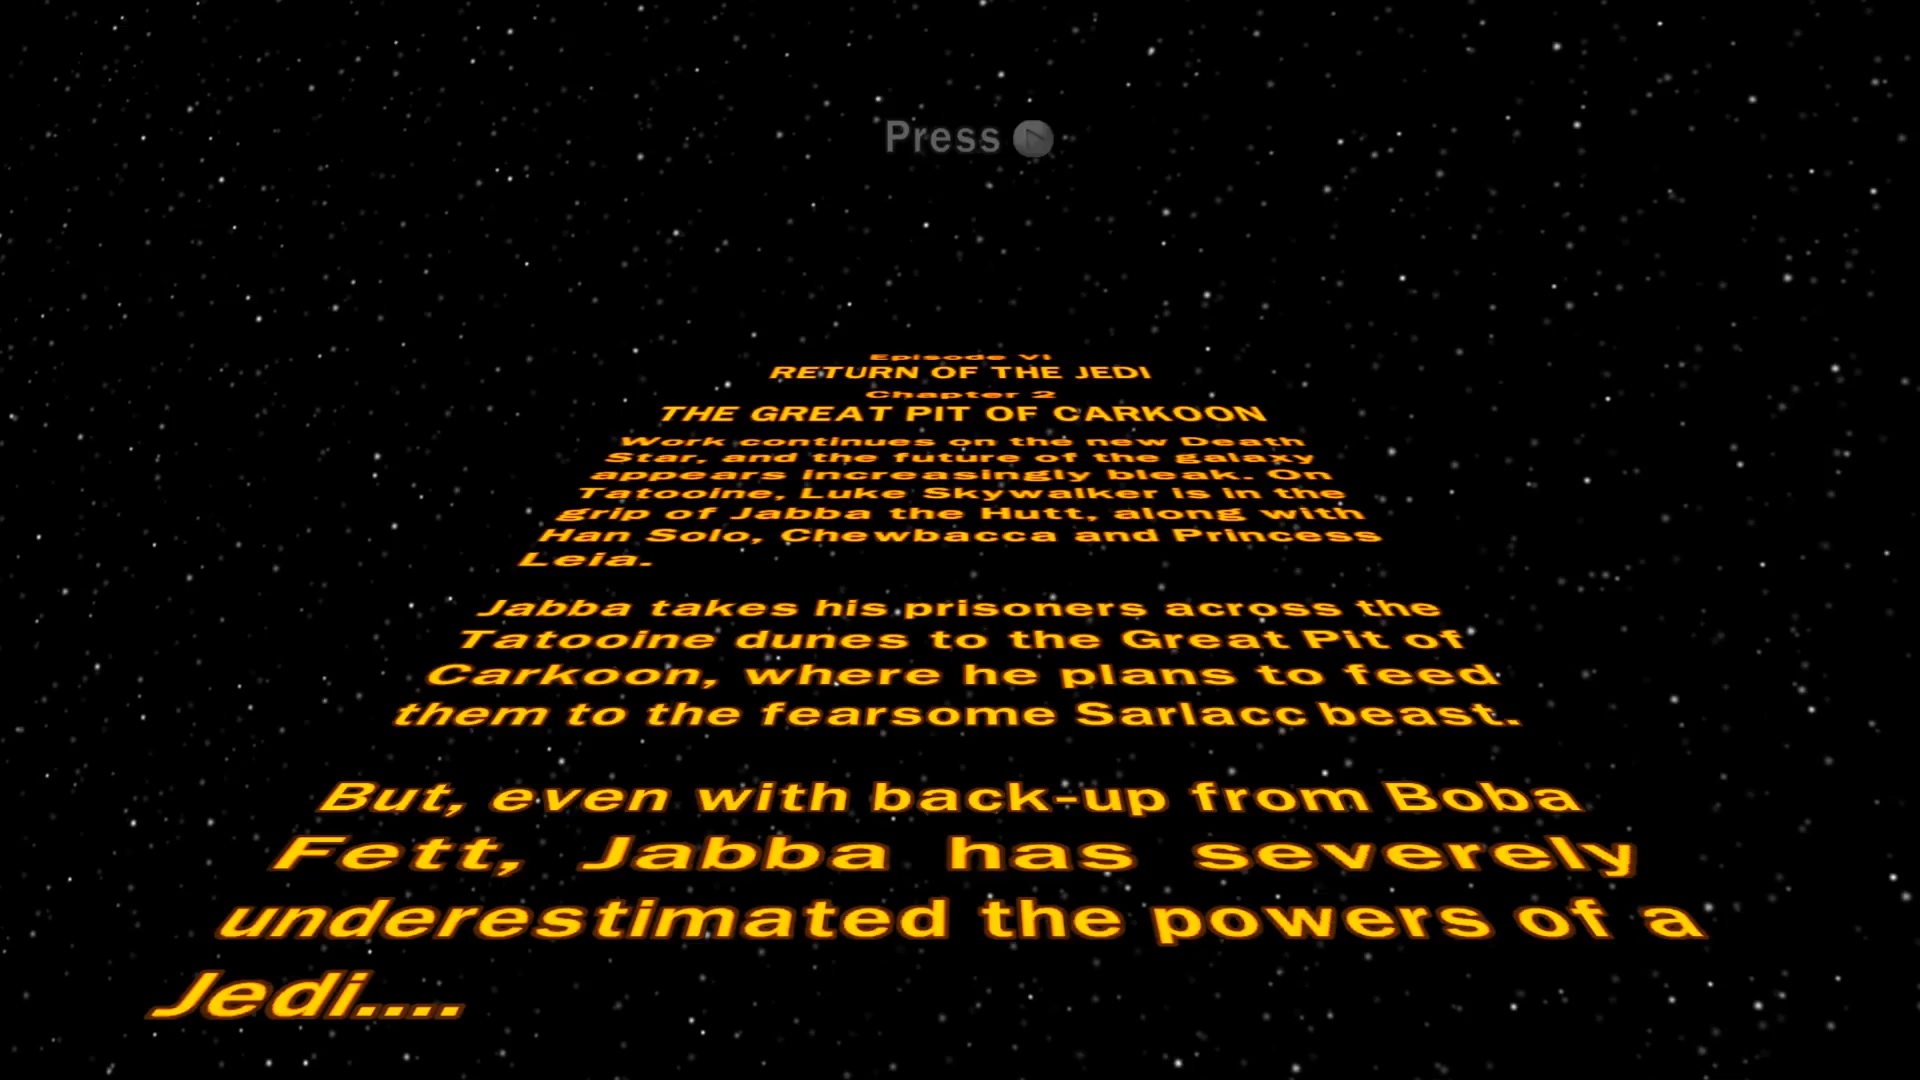 Press
Episode VI
RETURN OF THE JEDI
Chapter 2
THE GREAT PIT OF CARKOON
Work continues on the new Death
Star, and the future of the galaxy
appears increasingly bleak. On
Tatooine, Luke Skywalker is in the
grip of Jabba the Hutt, along with
Han Solo, Chewbacca and Princess
Leia.
Jabba takes his prisoners across the
Tatooine dunes to the Great Pit of
Carkoon, where he plans to feed
them to the fearsome Sarlacc beast.
But, even with back-up from Boba
Fett, Jabba has severely
underestimated the powers of a
Jedi....